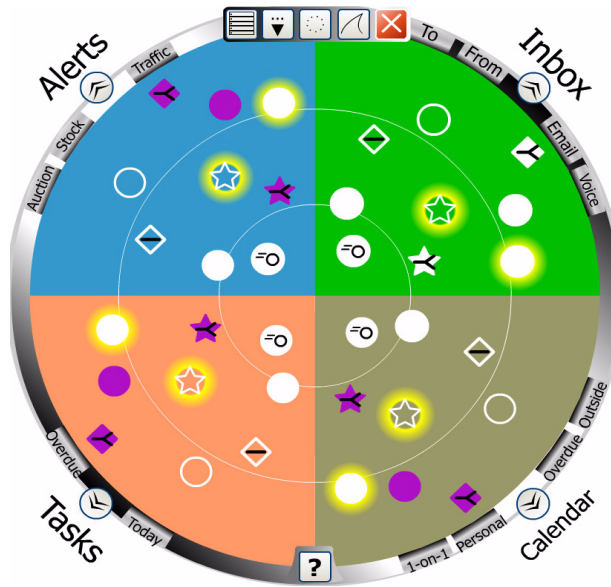 Alerts
Traffic
Stock
Auction
To
From
Inbox
Email
Voice
Overdue
Tasks
Today
?
1-on-1
Personal
Overdue
Outside
Calendar